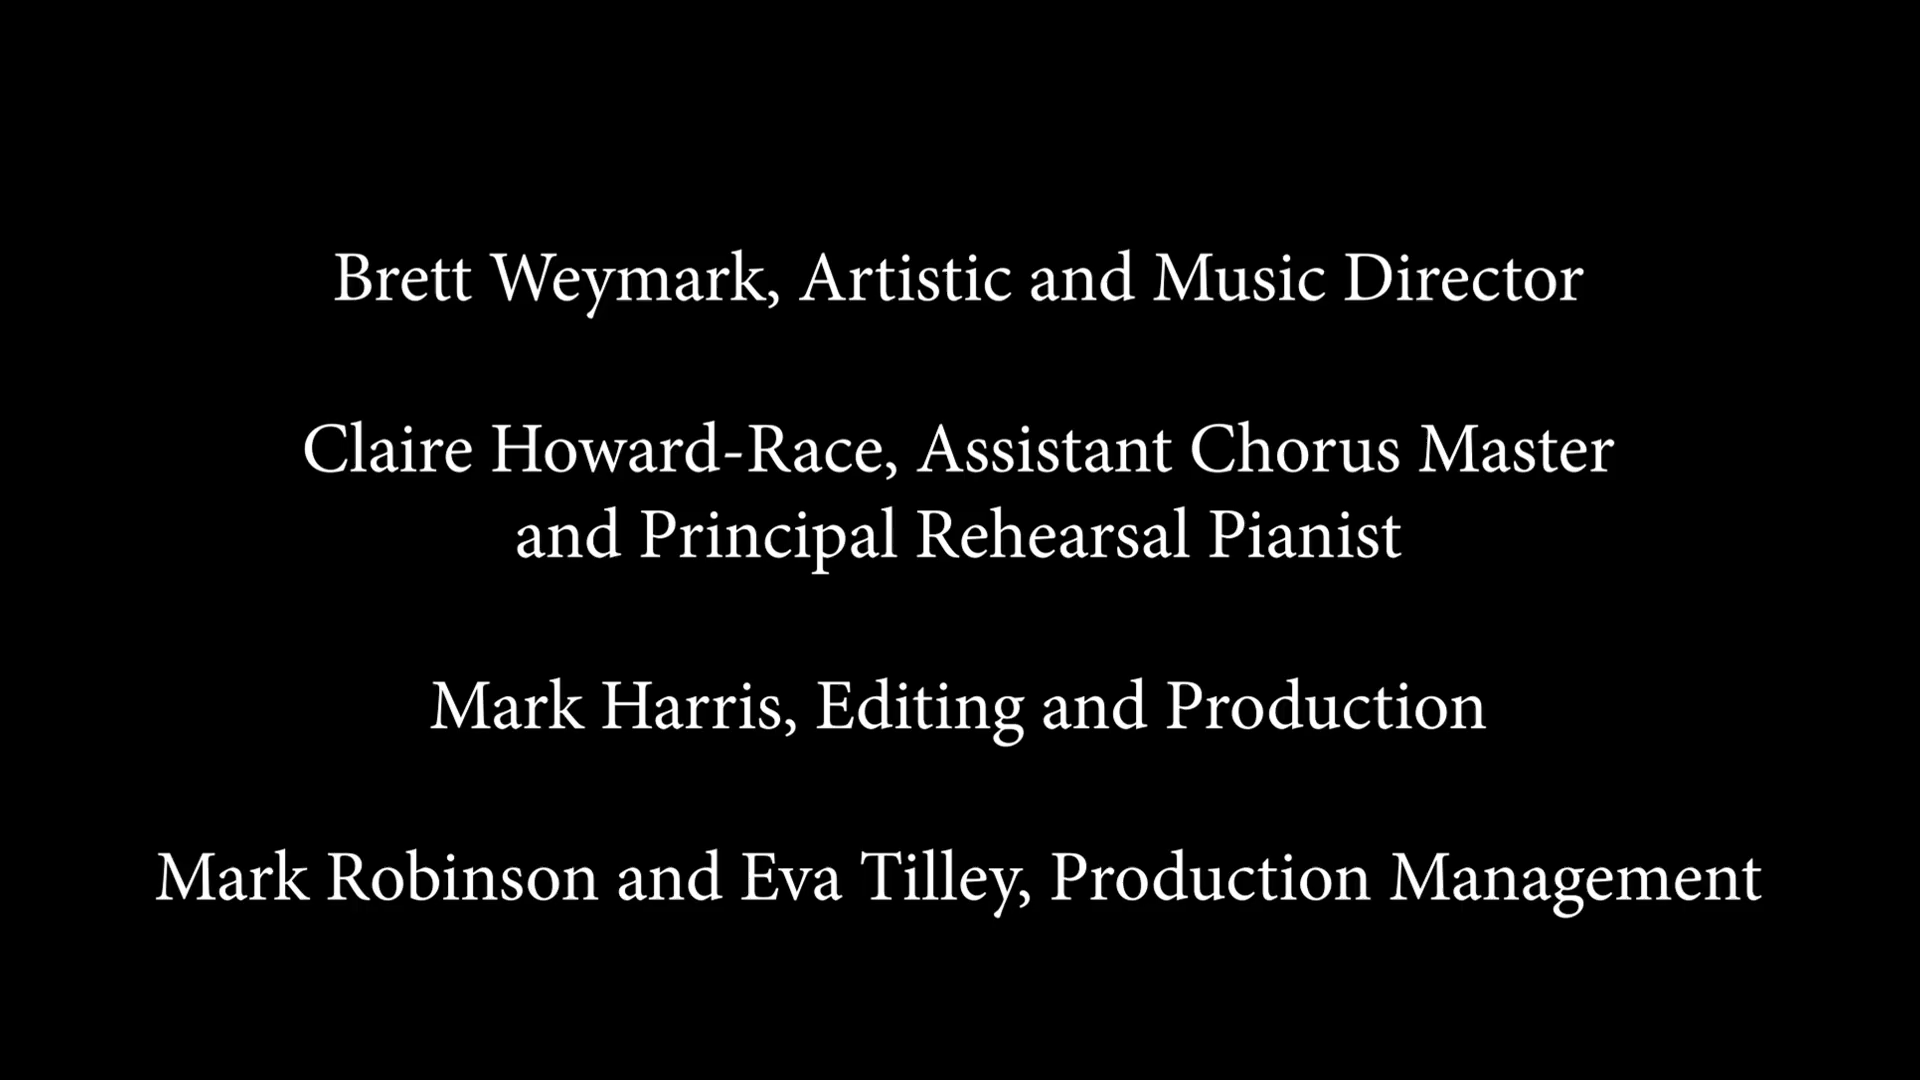 Brett Weymark, Artistic and Music Director
Claire Howard-Race, Assistant Chorus Master
and Principal Rehearsal Pianist
Mark Harris, Editing and Production
Mark Robinson and Eva Tilley, Production Management